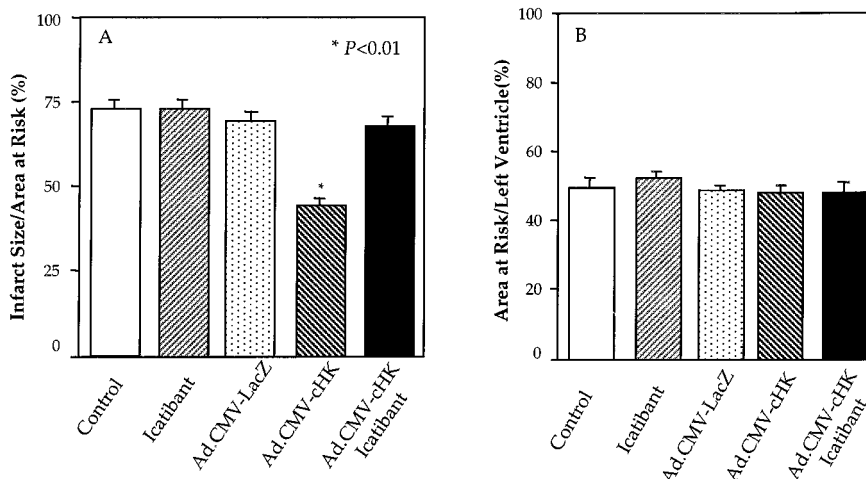 100
75
50
25
0
Infarct Size/Area at Risk (%)
A
* P<0.01
*
Control
Icatibant
Ad.CMV-LacZ
Ad.CMV-cHK
Ad.CMV-cHK
Icatibant
100
80
60
40
20
0
Area at Risk/Left Ventricle(%)
B
Control
Icatibant
Ad.CMV-LacZ
Ad.CMV-cHK
Ad.CMV-cHK
Icatibant